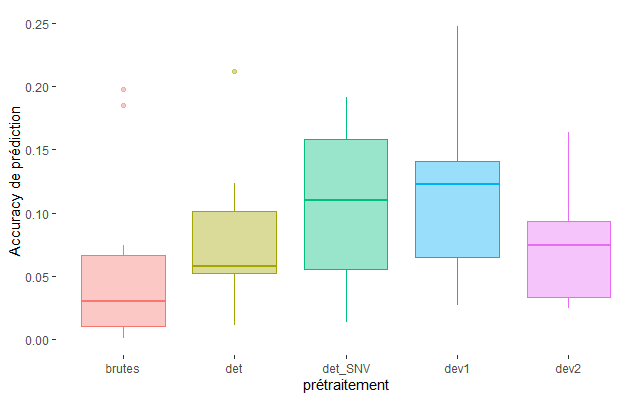 Accuracy de prédiction
0.25
0.20
0.15
0.10
0.05
0.00
brutes det det_SNV dev1 dev2
prétraitement